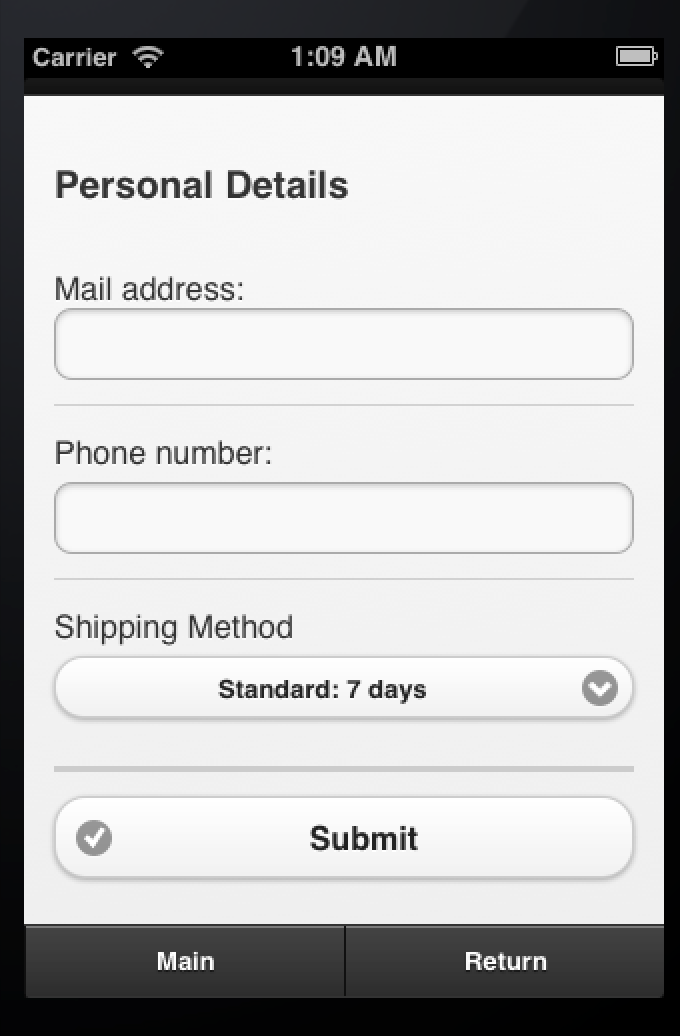 Carrier 1:09 AM
Personal Details
Mail address:
Phone number:
Shipping Method
Standard: 7 days
Submit
Main Return